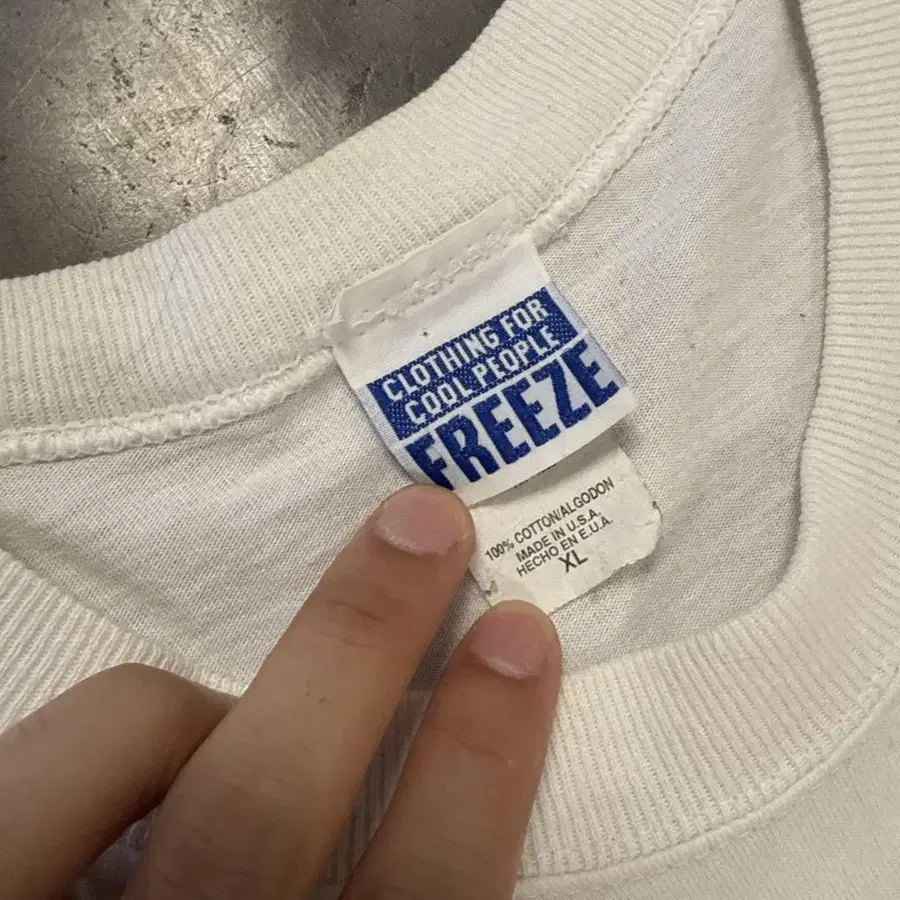 CLOTHING FOR
COOL PEOPLE
FREEZE
100% COTTON/ALGODON
MADE IN U.S.A.
HECHO EN E.U.A.
XL